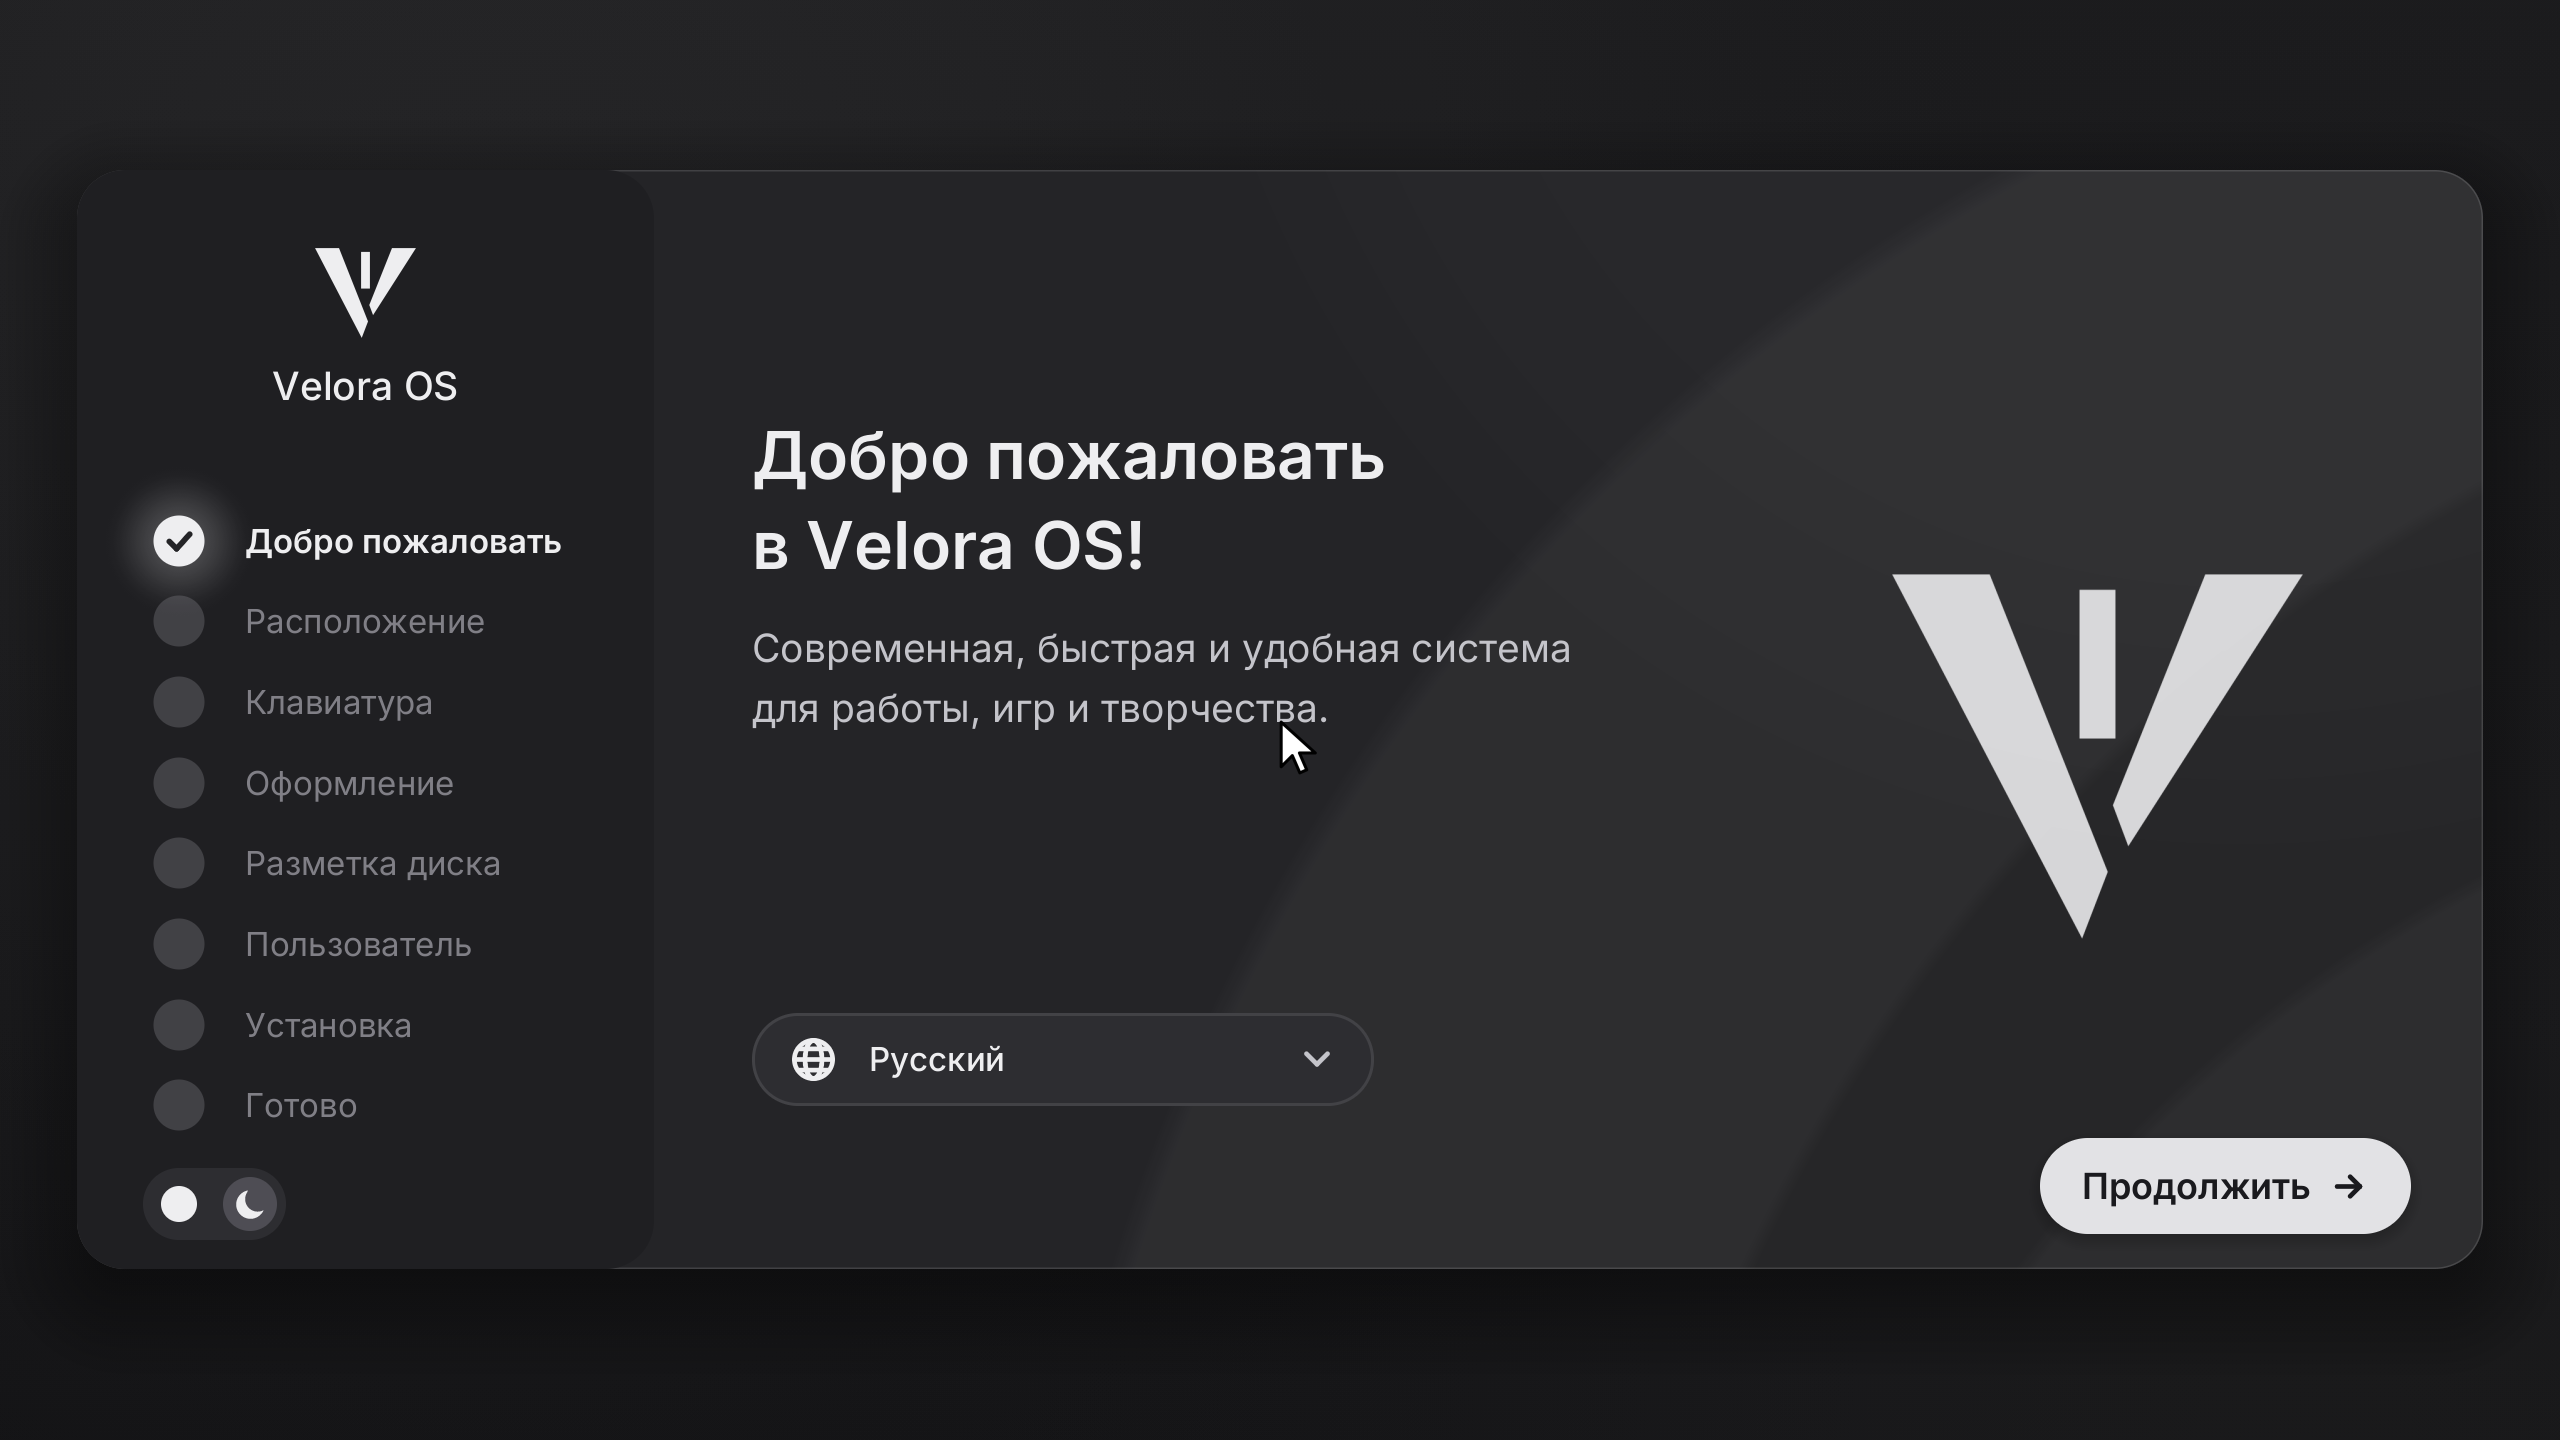 Velora OS
Добро пожаловать
Расположение
Клавиатура
Оформление
Разметка диска
Пользователь
Установка
Готово
Добро пожаловать
в Velora OS!
Современная, быстрая и удобная система
для работы, игр и творчества.
Русский
Продолжить